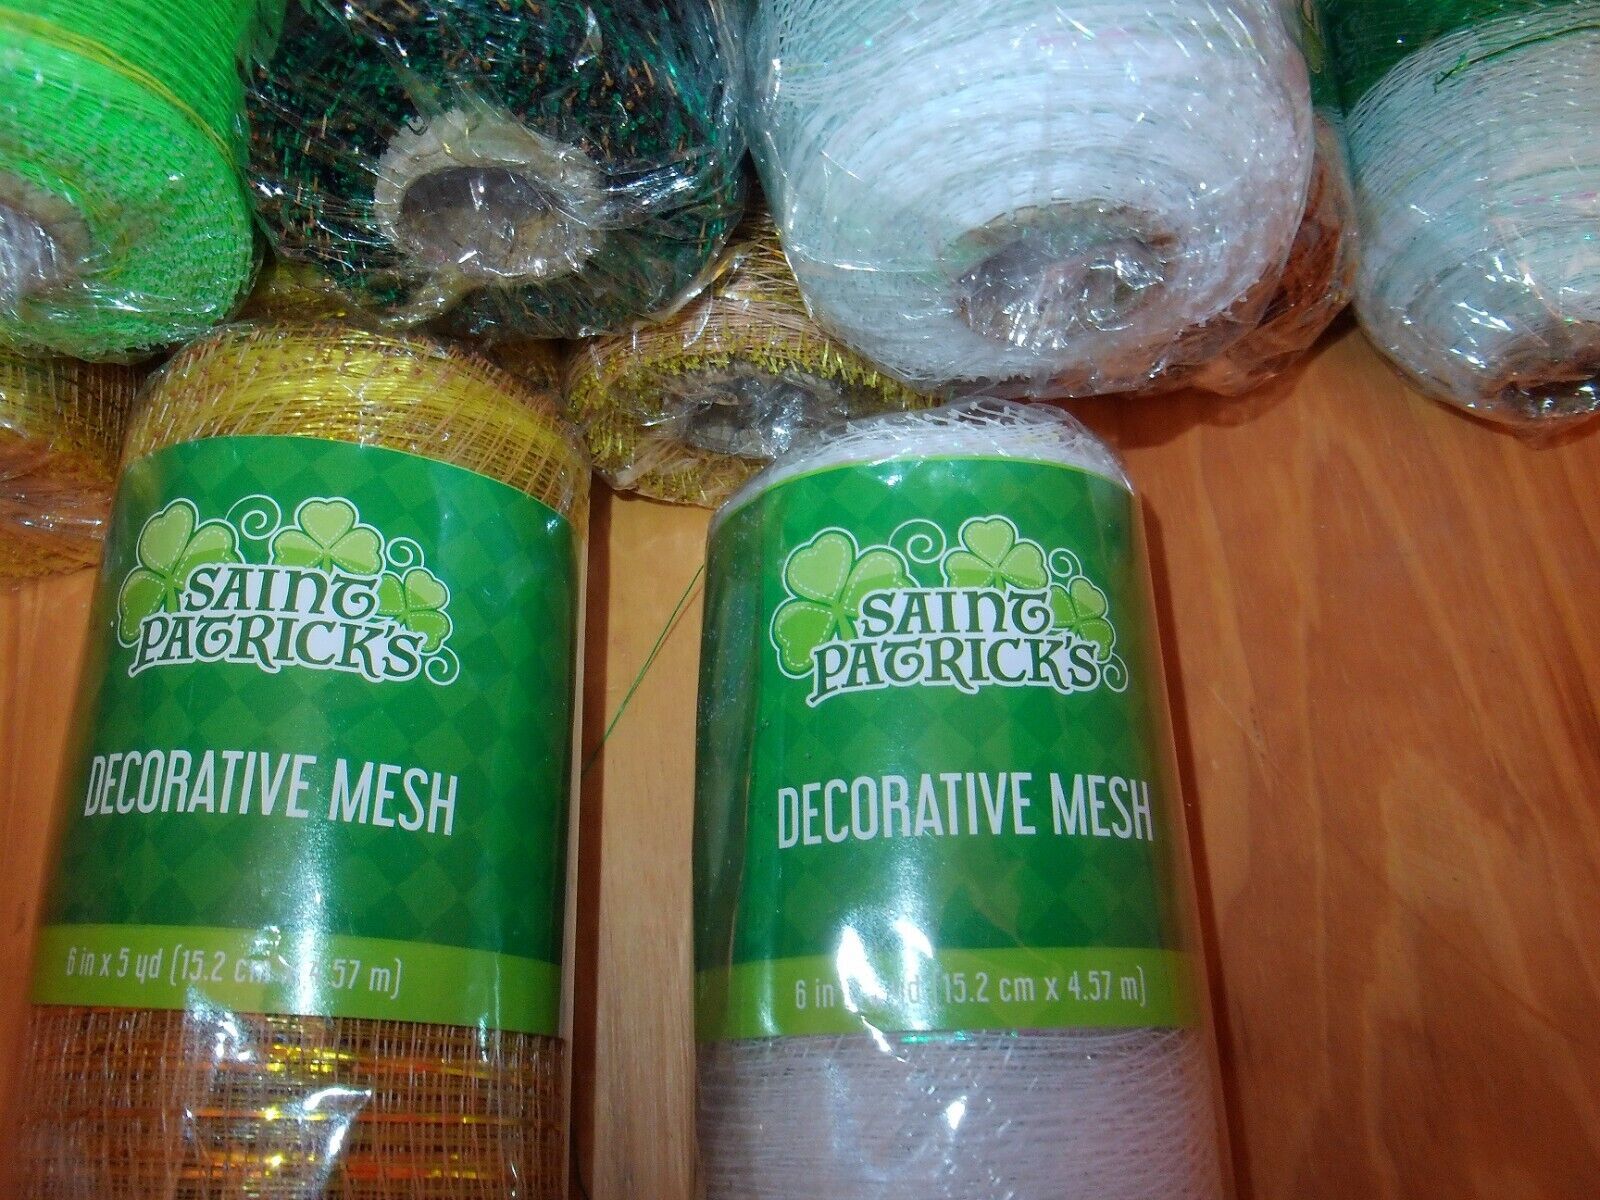 SAINT
PATRICK'S
DECORATIVE MESH
6 in x 5 yd (15.2 cm 4.57 m)
SAINT
PATRICK'S
DECORATIVE MESH
6 in (15.2 cm x 4.57 m)